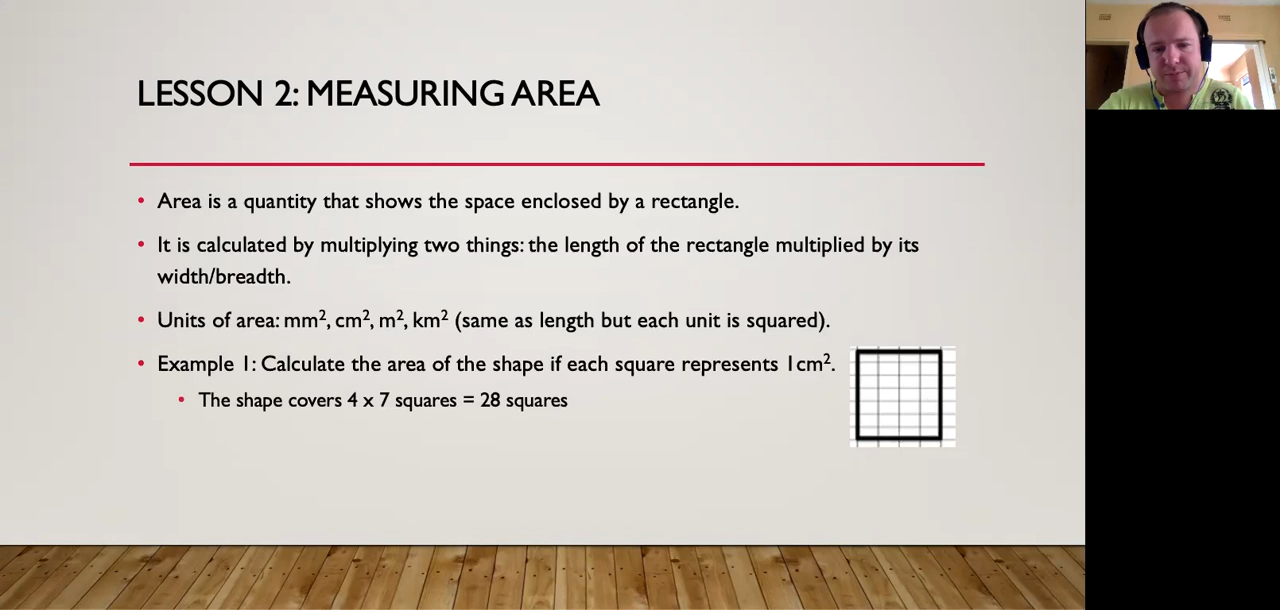 LESSON 2: MEASURING AREA
• Area is a quantity that shows the space enclosed by a rectangle.
• It is calculated by multiplying two things: the length of the rectangle multiplied by its
width/breadth.
• Units of area: mm², cm², m², km² (same as length but each unit is squared).
• Example 1: Calculate the area of the shape if each square represents 1cm².
• The shape covers 4 x 7 squares = 28 squares